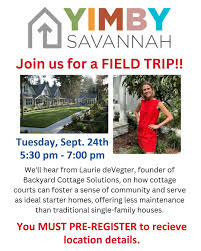 YIMBY
SAVANNAH
Join us for a FIELD TRIP!!
Tuesday, Sept. 24th
5:30 pm - 7:00 pm
We'll hear from Laurie deVegter, founder of
Backyard Cottage Solutions, on how cottage
courts can foster a sense of community and serve
as ideal starter homes, offering less maintenance
than traditional single-family houses.
You MUST PRE-REGISTER to recieve
location details.